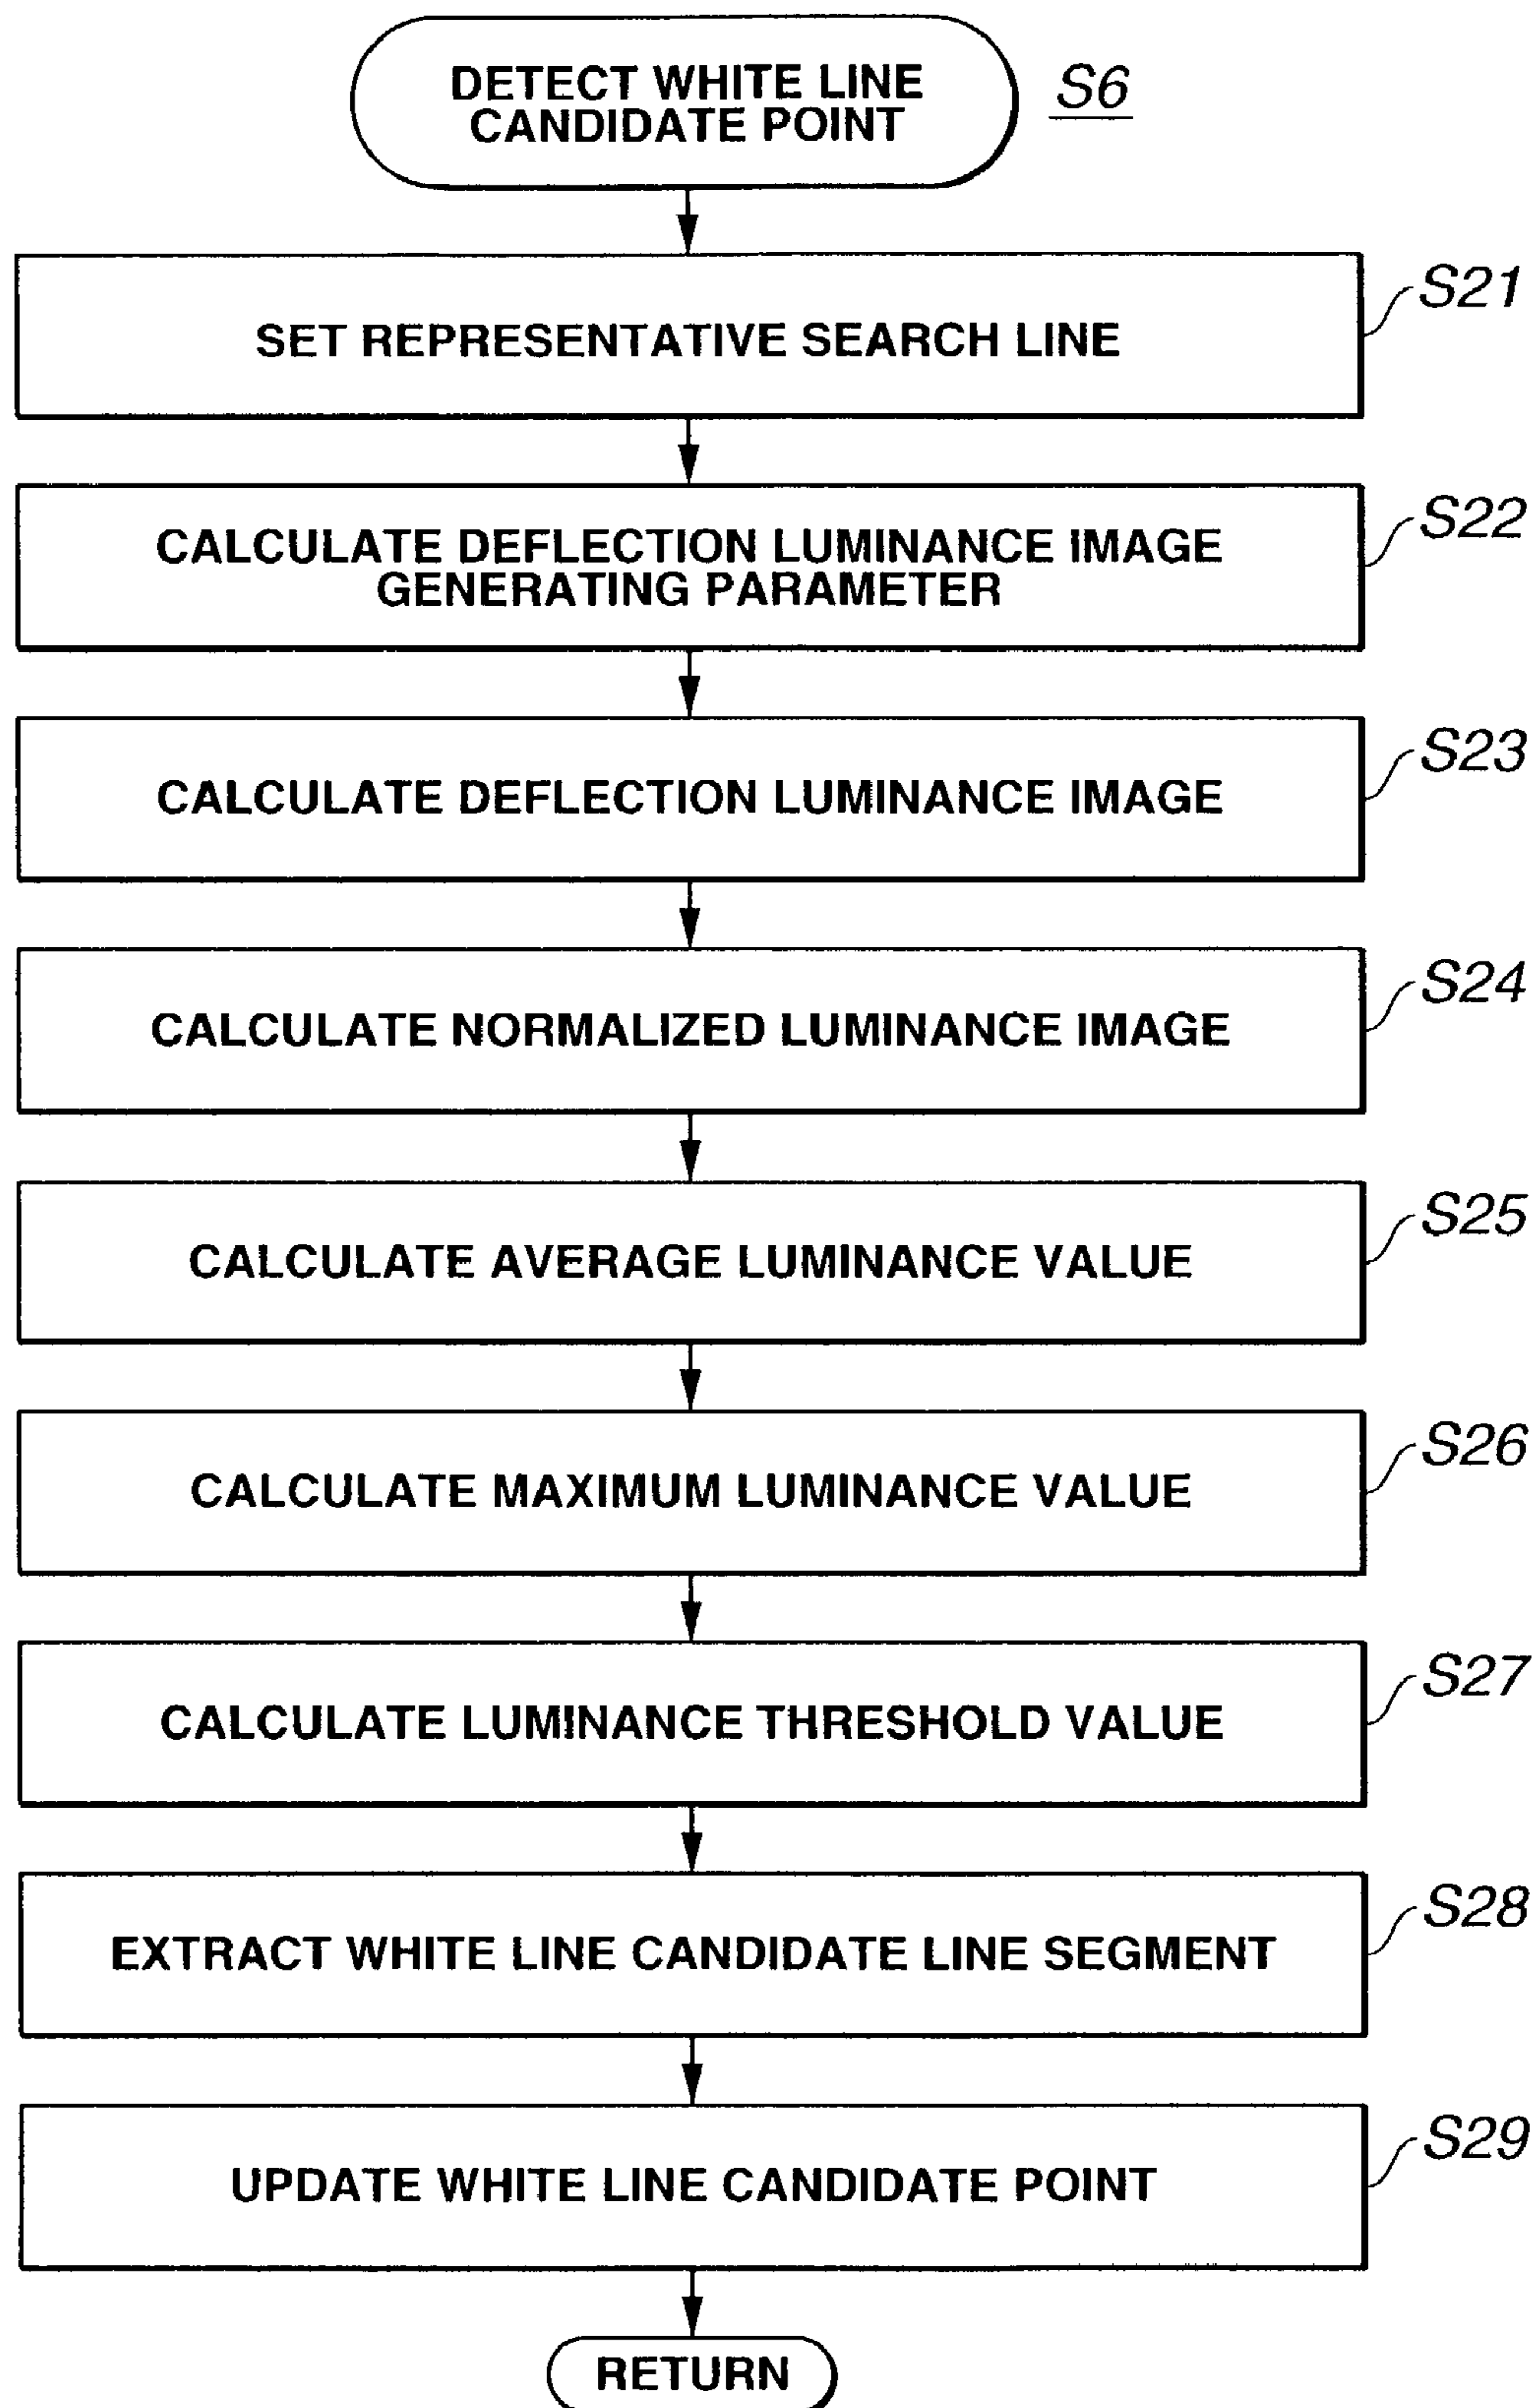 DETECT WHITE LINE
CANDIDATE POINT
S6
SET REPRESENTATIVE SEARCH LINE
S21
CALCULATE DEFLECTION LUMINANCE IMAGE
GENERATING PARAMETER
S22
CALCULATE DEFLECTION LUMINANCE IMAGE
S23
CALCULATE NORMALIZED LUMINANCE IMAGE
S24
CALCULATE AVERAGE LUMINANCE VALUE
S25
CALCULATE MAXIMUM LUMINANCE VALUE
S26
CALCULATE LUMINANCE THRESHOLD VALUE
S27
EXTRACT WHITE LINE CANDIDATE LINE SEGMENT
S28
UPDATE WHITE LINE CANDIDATE POINT
S29
RETURN